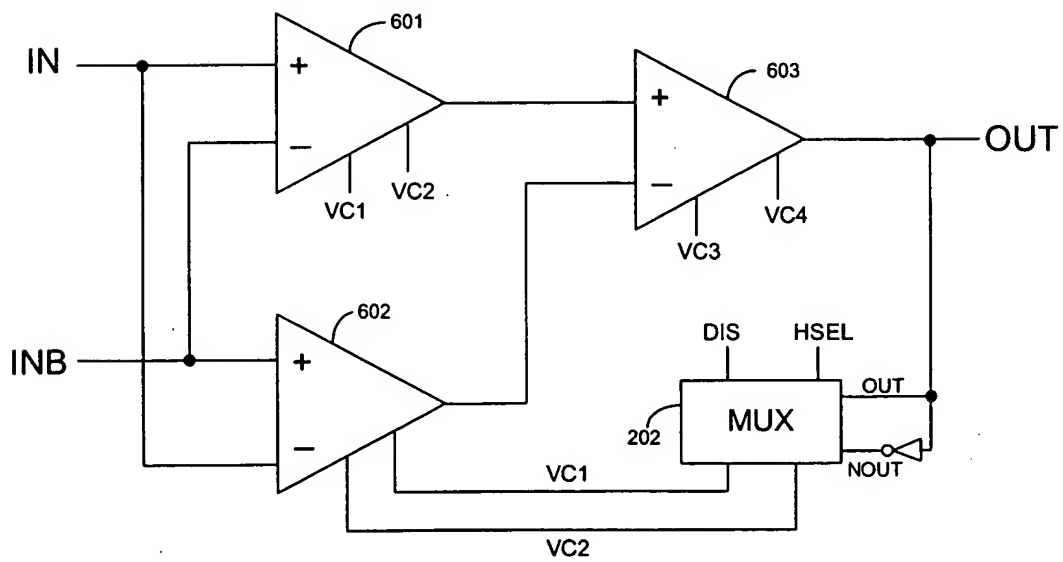 601
IN
+
603
+
OUT
−
VC2
VC1
−
VC4
VC3
602
DIS
HSEL
INB
+
OUT
MUX
202
−
NOUT
VC1
VC2